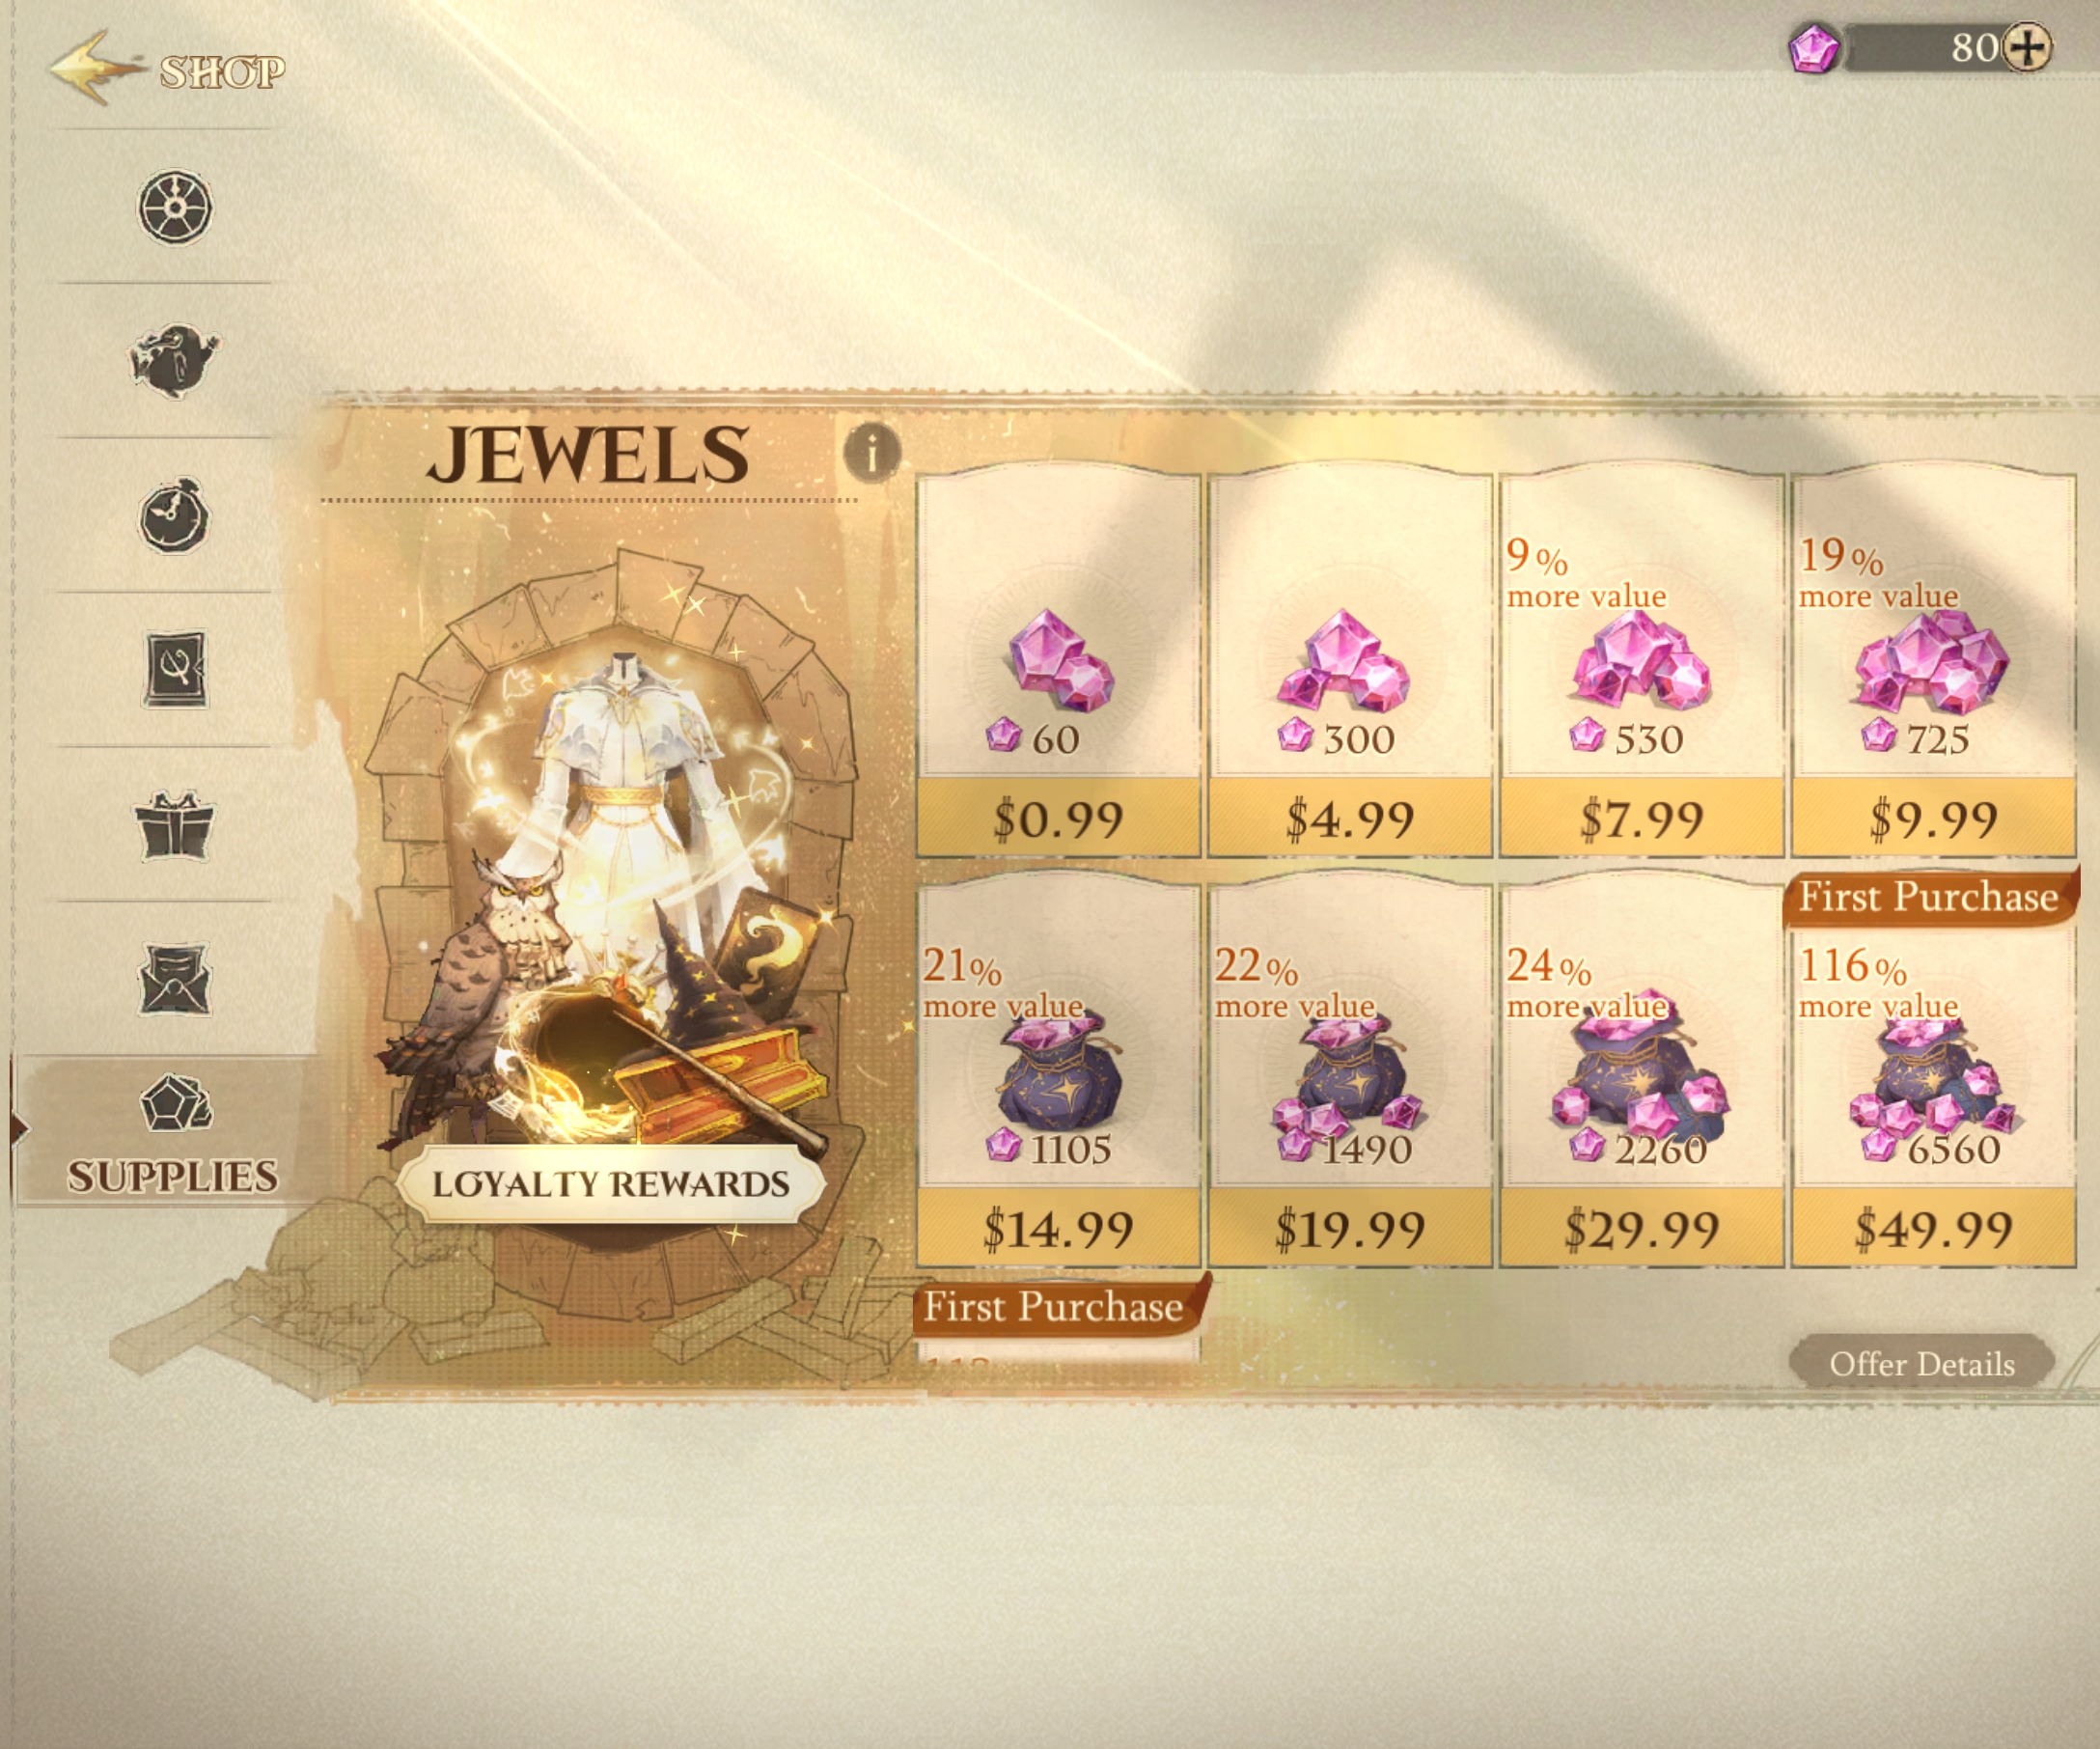 SHOP
80
JEWELS
i
60
$0.99
300
$4.99
9%
more value
530
$7.99
19%
more value
725
$9.99
21%
more value
1105
$14.99
22%
more value
1490
$19.99
24%
more value
2260
$29.99
First Purchase
116%
more value
6560
$49.99
SUPPLIES
LOYALTY REWARDS
First Purchase
Offer Details